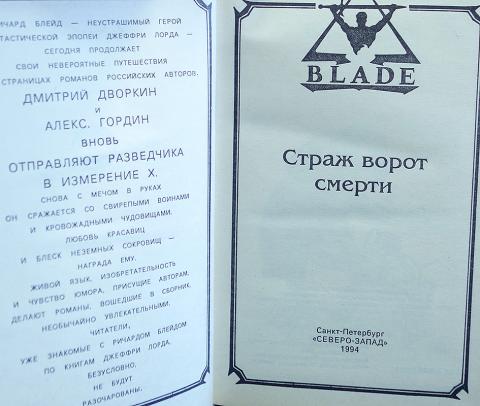 РИЧАРД БЛЕЙД — НЕУСТРАШИМЫЙ ГЕРОЙ
ФАНТАСТИЧЕСКОЙ ЭПОПЕИ ДЖЕФФРИ ЛОРДА —
СЕГОДНЯ ПРОДОЛЖАЕТ
СВОИ НЕВЕРОЯТНЫЕ ПУТЕШЕСТВИЯ
СТРАНИЦАХ РОМАНОВ РОССИЙСКИХ АВТОРОВ.
ДМИТРИЙ ДВОРКИН
И
АЛЕКС. ГОРДИН
ВНОВЬ
ОТПРАВЛЯЮТ РАЗВЕДЧИКА
В ИЗМЕРЕНИЕ X.
СНОВА С МЕЧОМ В РУКАХ
ОН СРАЖАЕТСЯ СО СВИРЕПЫМИ ВОИНАМИ
И КРОВОЖАДНЫМИ ЧУДОВИЩАМИ.
ЛЮБОВЬ КРАСАВИЦ
И БЛЕСК НЕЗЕМНЫХ СОКРОВИЩ —
НАГРАДА ЕМУ.
ЖИВОЙ ЯЗЫК, ИЗОБРЕТАТЕЛЬНОСТЬ
И ЧУВСТВО ЮМОРА, ПРИСУЩИЕ АВТОРАМ,
ДЕЛАЮТ РОМАНЫ, ВОШЕДШИЕ В СБОРНИК,
НЕОБЫЧАЙНО УВЛЕКАТЕЛЬНЫМИ.
ЧИТАТЕЛИ,
УЖЕ ЗНАКОМЫЕ С РИЧАРДОМ БЛЕЙДОМ
ПО КНИГАМ ДЖЕФФРИ ЛОРДА,
БЕЗУСЛОВНО,
НЕ БУДУТ
РАЗОЧАРОВАНЫ.
BLADE
Страж ворот
смерти
Санкт-Петербург
«СЕВЕРО-ЗАПАД»
1994